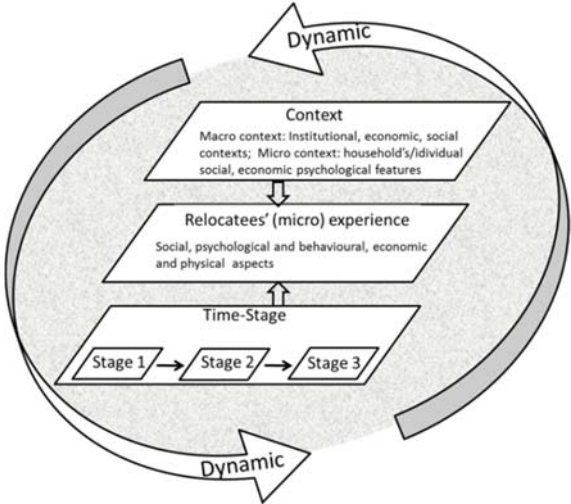 Dynamic
Context
Macro context: Institutional, economic, social
contexts;  Micro context: household's/idividual
social, economic psychological features
Relocatees' (micro) experience
Social, psychological and behavioural, economic
and physical aspects
Time-Stage
Stage 1 Stage 2 Stage 3
Dynamic